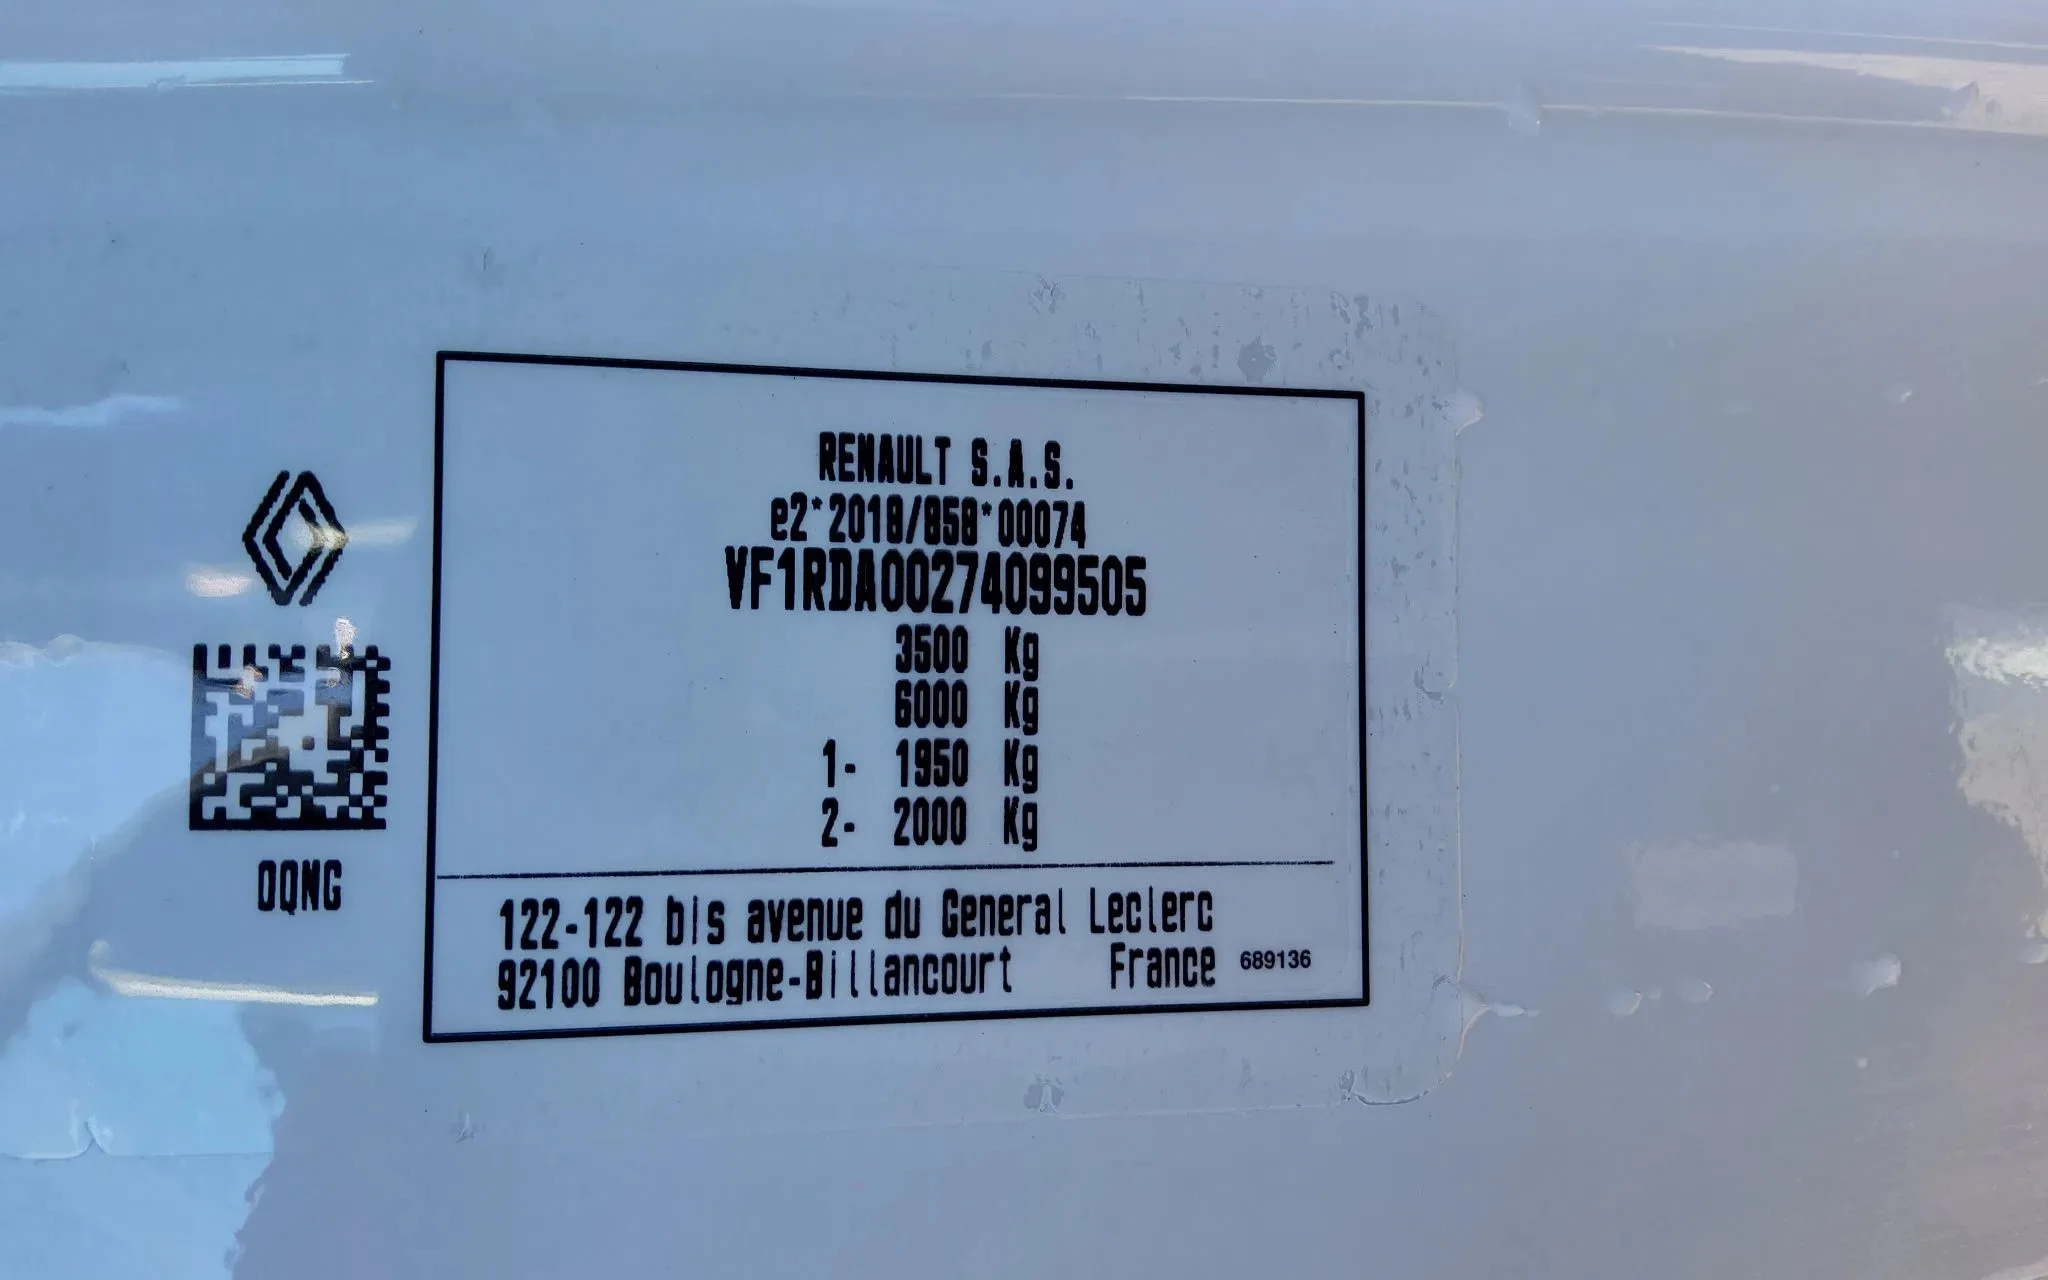 RENAULT S.A.S.
e2*2018/858*00074
VF1RDA00274099505
3500 Kg
6000 Kg
1- 1950 Kg
2- 2000 Kg
OQNG
122-122 bis avenue du General Leclerc
92100 Boulogne-Billancourt France 689136